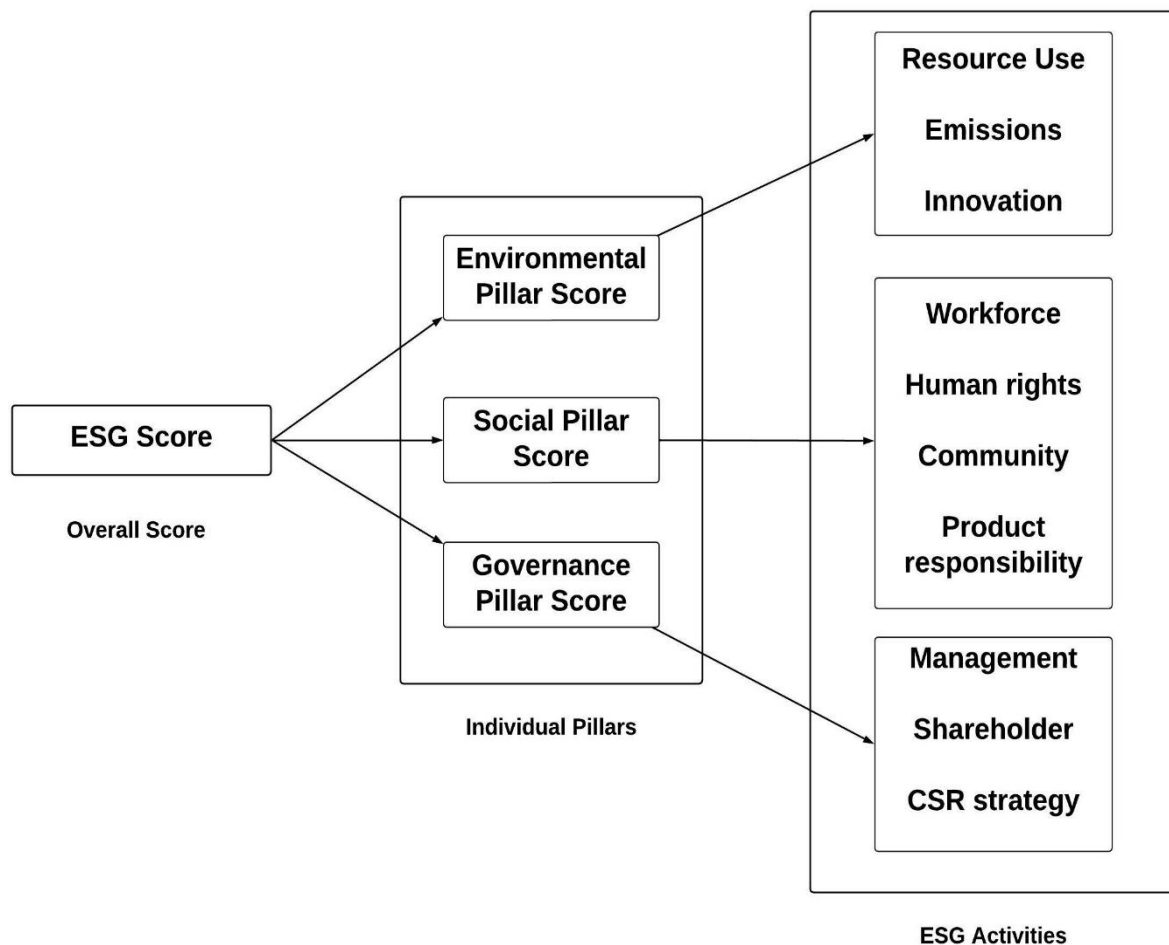 ESG Score
Overall Score
Environmental
Pillar Score
Social Pillar
Score
Governance
Pillar Score
Individual Pillars
Resource Use
Emissions
Innovation
Workforce
Human rights
Community
Product
responsibility
Management
Shareholder
CSR strategy
ESG Activities